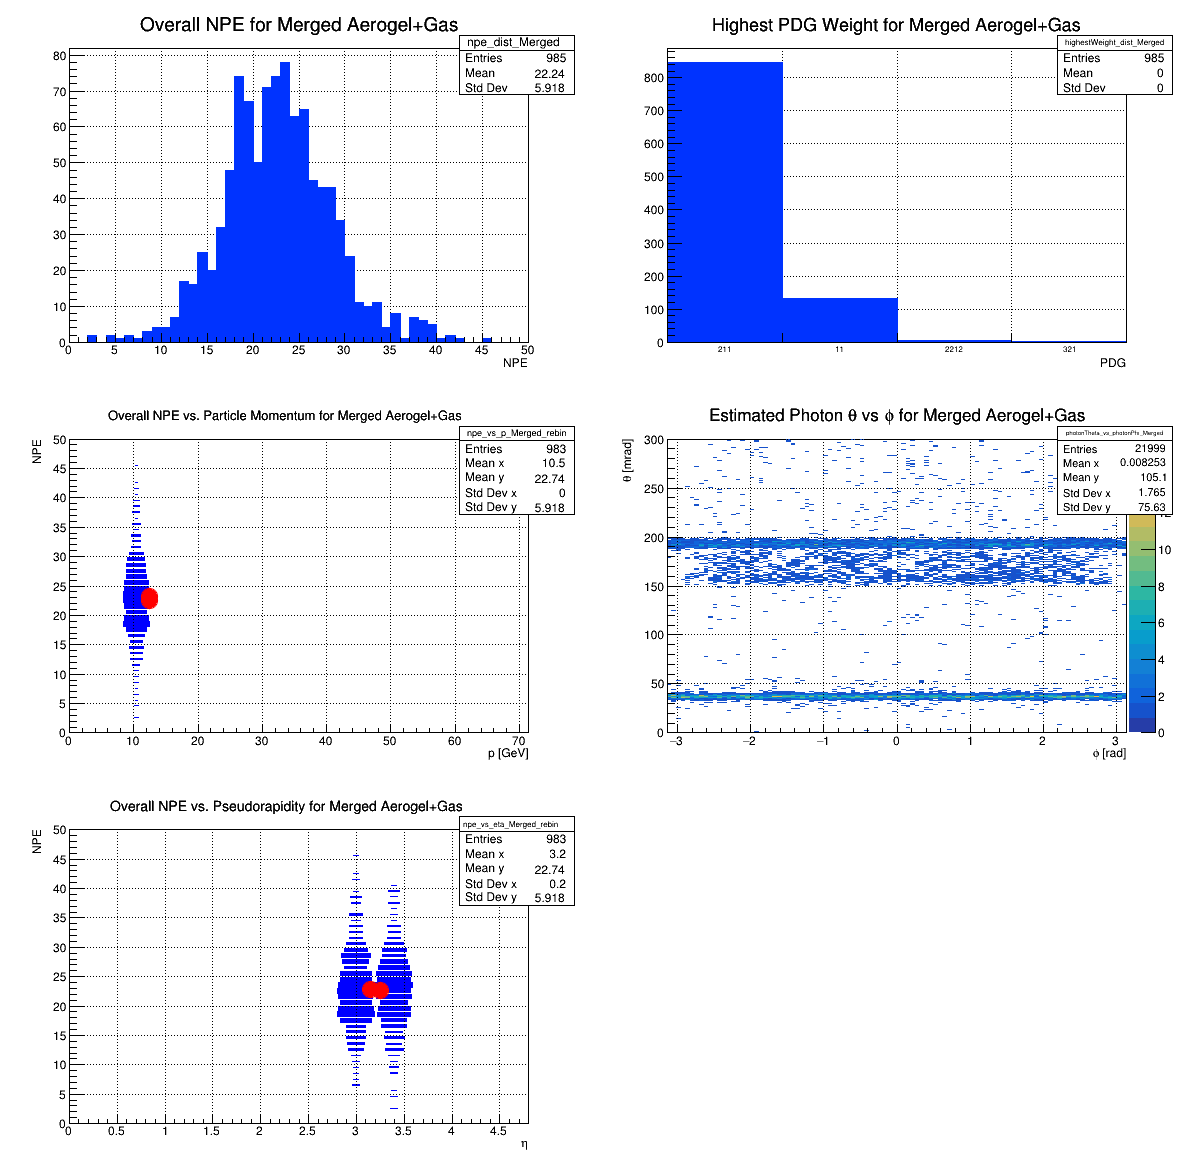 Overall NPE for Merged Aerogel+Gas
npe_dist_Merged
Entries 985
Mean 22.24
Std Dev 5.918
80
70
60
50
40
30
20
10
0
0 5 10 15 20 25 30 35 40 45 50
NPE
Highest PDG Weight for Merged Aerogel+Gas
highestWeight_dist_Merged
Entries 985
Mean 0
Std Dev 0
800
700
600
500
400
300
200
100
0
211 11 2212 321
PDG
Overall NPE vs. Particle Momentum for Merged Aerogel+Gas
npe_vs_p_Merged_rebin
Entries 983
Mean x 10.5
Mean y 22.74
Std Dev x 0
Std Dev y 5.918
NPE
50
45
40
35
30
25
20
15
10
5
0
0 10 20 30 40 50 60 70
p [GeV]
Estimated Photon θ vs ϕ for Merged Aerogel+Gas
photonTheta_vs_photonPhi_Merged
Entries 21999
Mean x 0.008253
Mean y 105.1
Std Dev x 1.765
Std Dev y 75.63
θ [mrad]
300
250
200
150
100
50
0
−3 −2 −1 0 1 2 3
ϕ [rad]
12
10
8
6
4
2
0
Overall NPE vs. Pseudorapidity for Merged Aerogel+Gas
npe_vs_eta_Merged_rebin
Entries 983
Mean x 3.2
Mean y 22.74
Std Dev x 0.2
Std Dev y 5.918
NPE
50
45
40
35
30
25
20
15
10
5
0
0 0.5 1 1.5 2 2.5 3 3.5 4 4.5
η